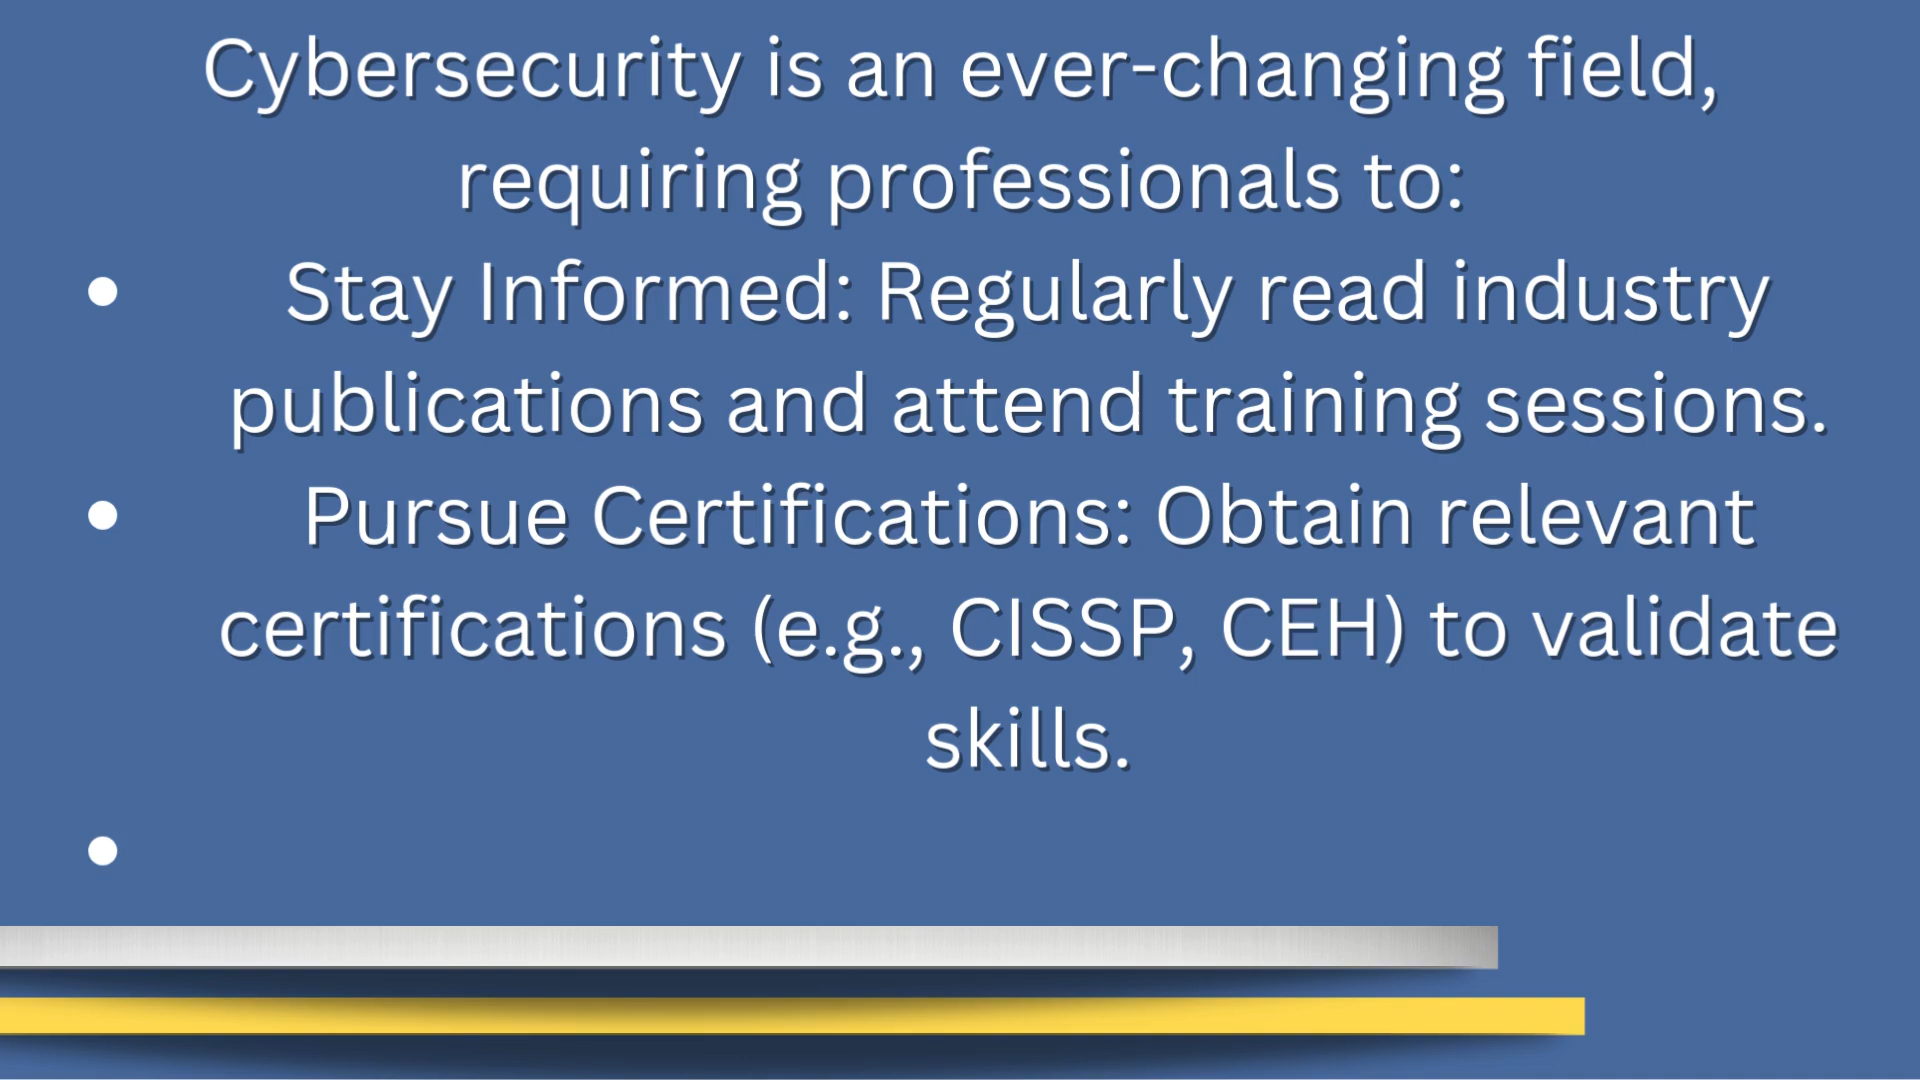 Cybersecurity is an ever-changing field,
requiring professionals to:
• Stay Informed: Regularly read industry
publications and attend training sessions.
• Pursue Certifications: Obtain relevant
certifications (e.g., CISSP, CEH) to validate
skills.
•